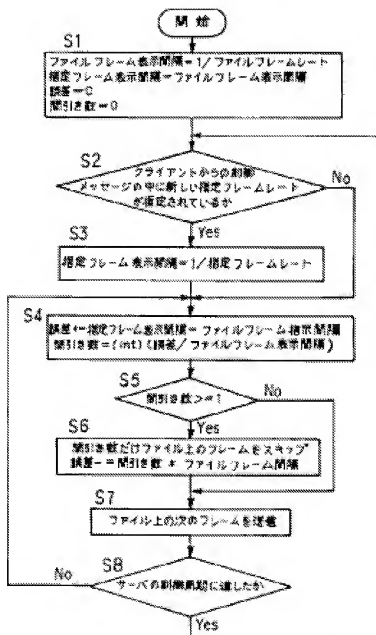 開始
S1
ファイルフレーム表示間隔=1/ファイルフレームレート
指定フレーム表示間隔=ファイルフレーム表示間隔
誤差=0
間引き数=0
S2
クライアントからの制御
メッセージの中に新しい指定フレームレート
が指定されているか
No
Yes
S3
指定フレーム表示間隔=1/指定フレームレート
S4
誤差+=指定フレーム表示間隔-ファイルフレーム指示間隔
間引き数=(int)(誤差/ファイルフレーム表示間隔)
S5
間引き数>=1
No
Yes
S6
間引き数だけファイル上のフレームをスキップ
誤差-=間引き数*ファイルフレーム間隔
S7
ファイル上の次のフレームを送信
S8
サーバの制御周期に達したか
No
Yes